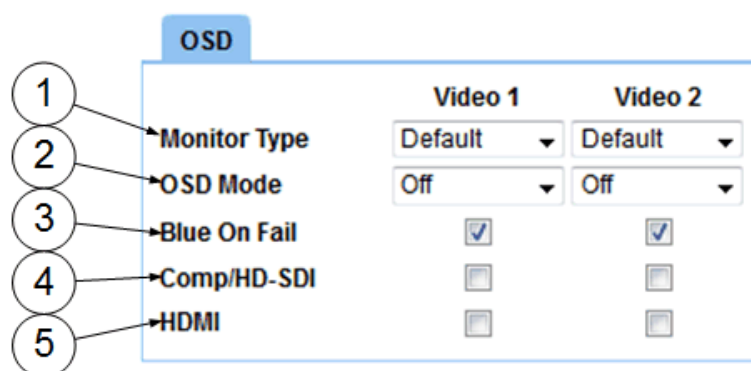 OSD
Video 1 Video 2
1 Monitor Type Default Default
2 OSD Mode Off Off
3 Blue On Fail
4 Comp/HD-SDI
5 HDMI